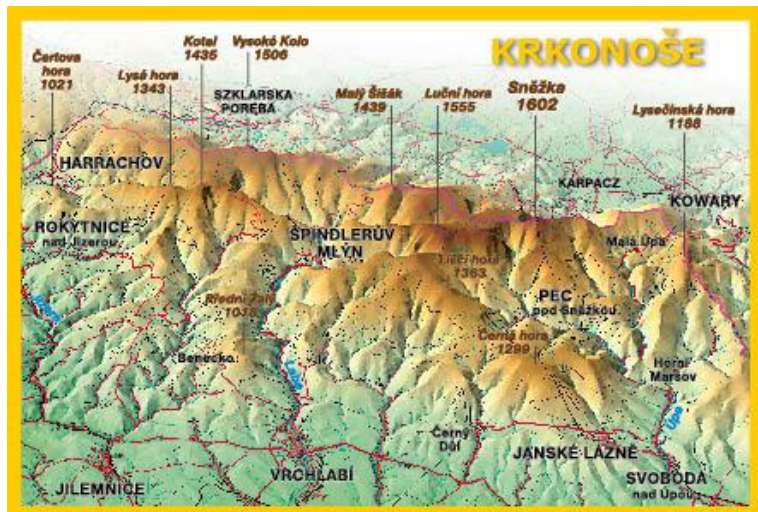 KRKONOŠE
Čertova
hora
1021
Lysá hora
1343
Kotel
1435
Vysoké Kolo
1506
SZKLARSKA
PORĘBA
Malý Šišák
1439
Luční hora
1555
Sněžka
1602
Lysečinská hora
1188
HARRACHOV
KARPACZ
KOWARY
ROKYTNICE
nad Jizerou
ŠPINDLERŮV
MLÝN
Malá Úpa
Liščí hora
1363
PEC
pod Sněžkou
Přední Žalý
Černá hora
1299
Benecko
Labe
Horní
Maršov
Úpa
Černý
Důl
JANSKÉ LÁZNĚ
VRCHLABÍ
JILEMNICE
SVOBODA
nad Úpou